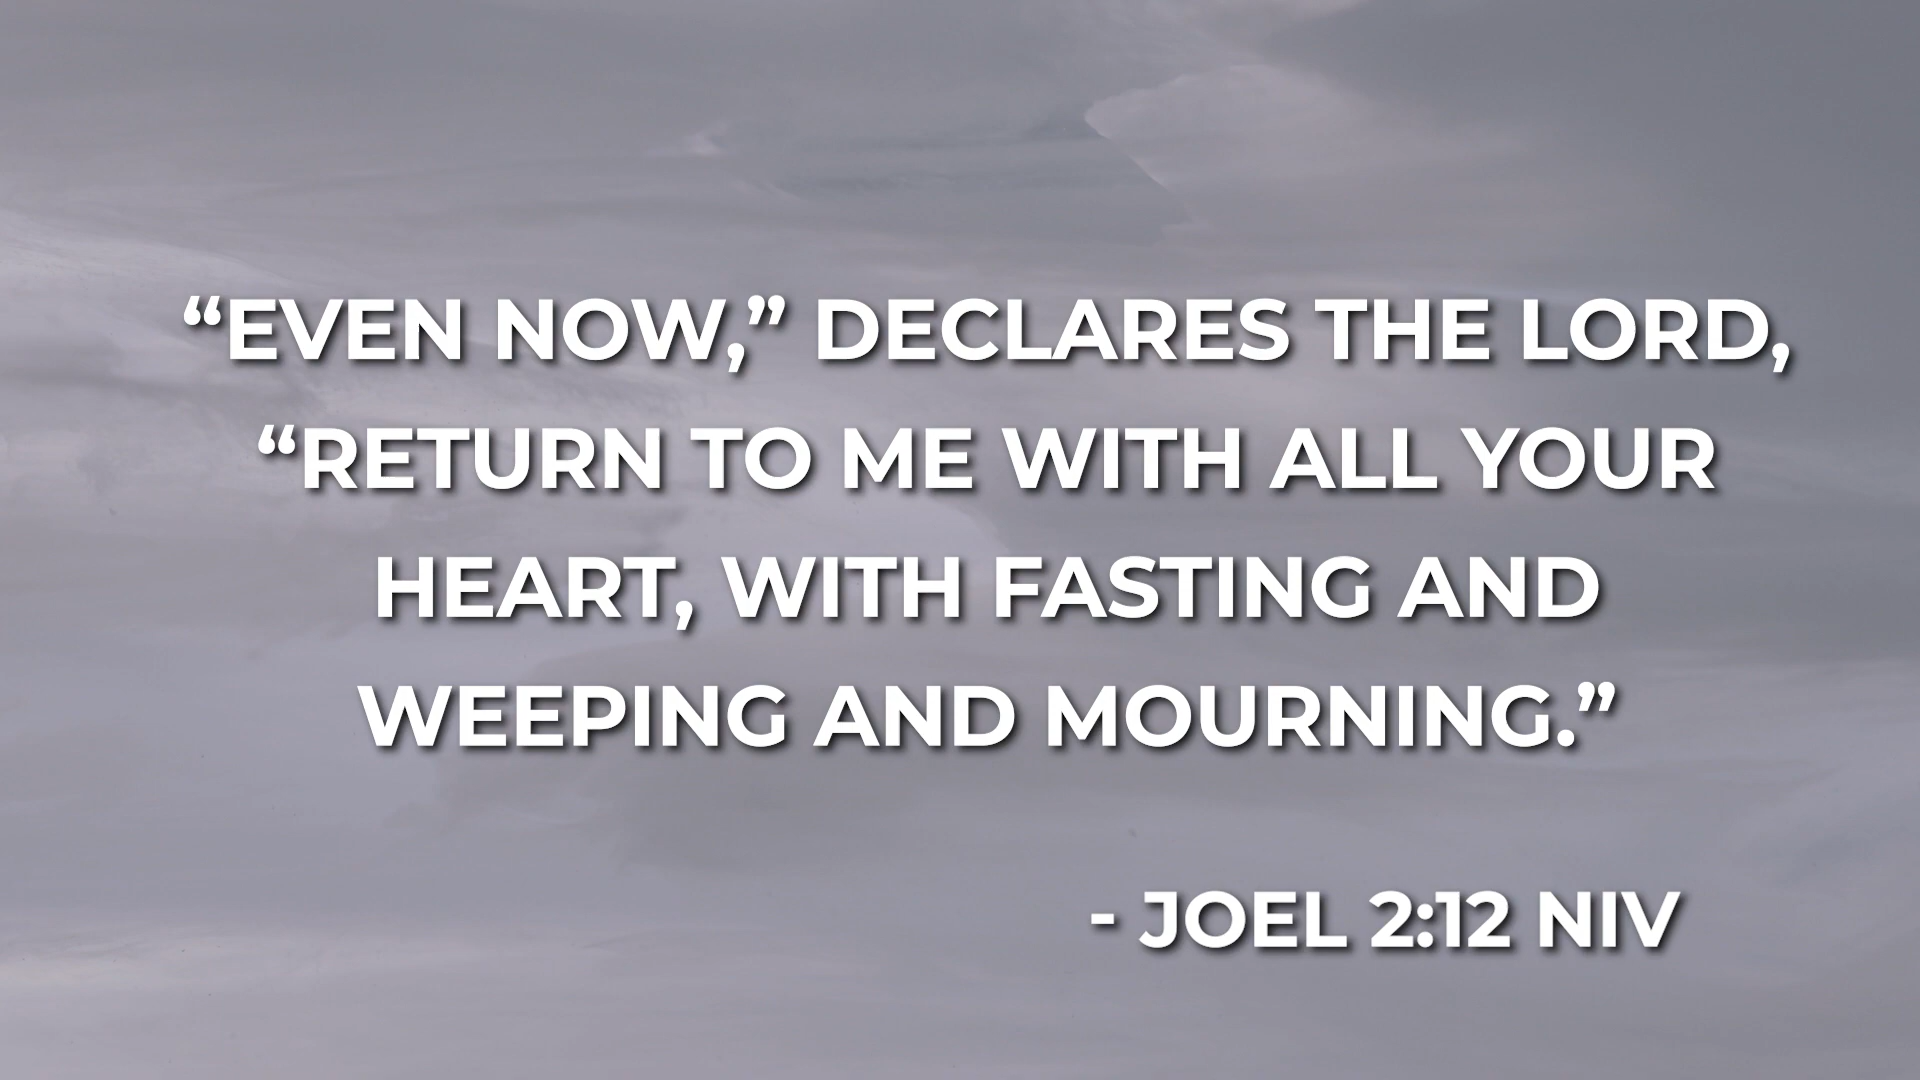 “EVEN NOW,” DECLARES THE LORD,
“RETURN TO ME WITH ALL YOUR
HEART, WITH FASTING AND
WEEPING AND MOURNING.”
- JOEL 2:12 NIV